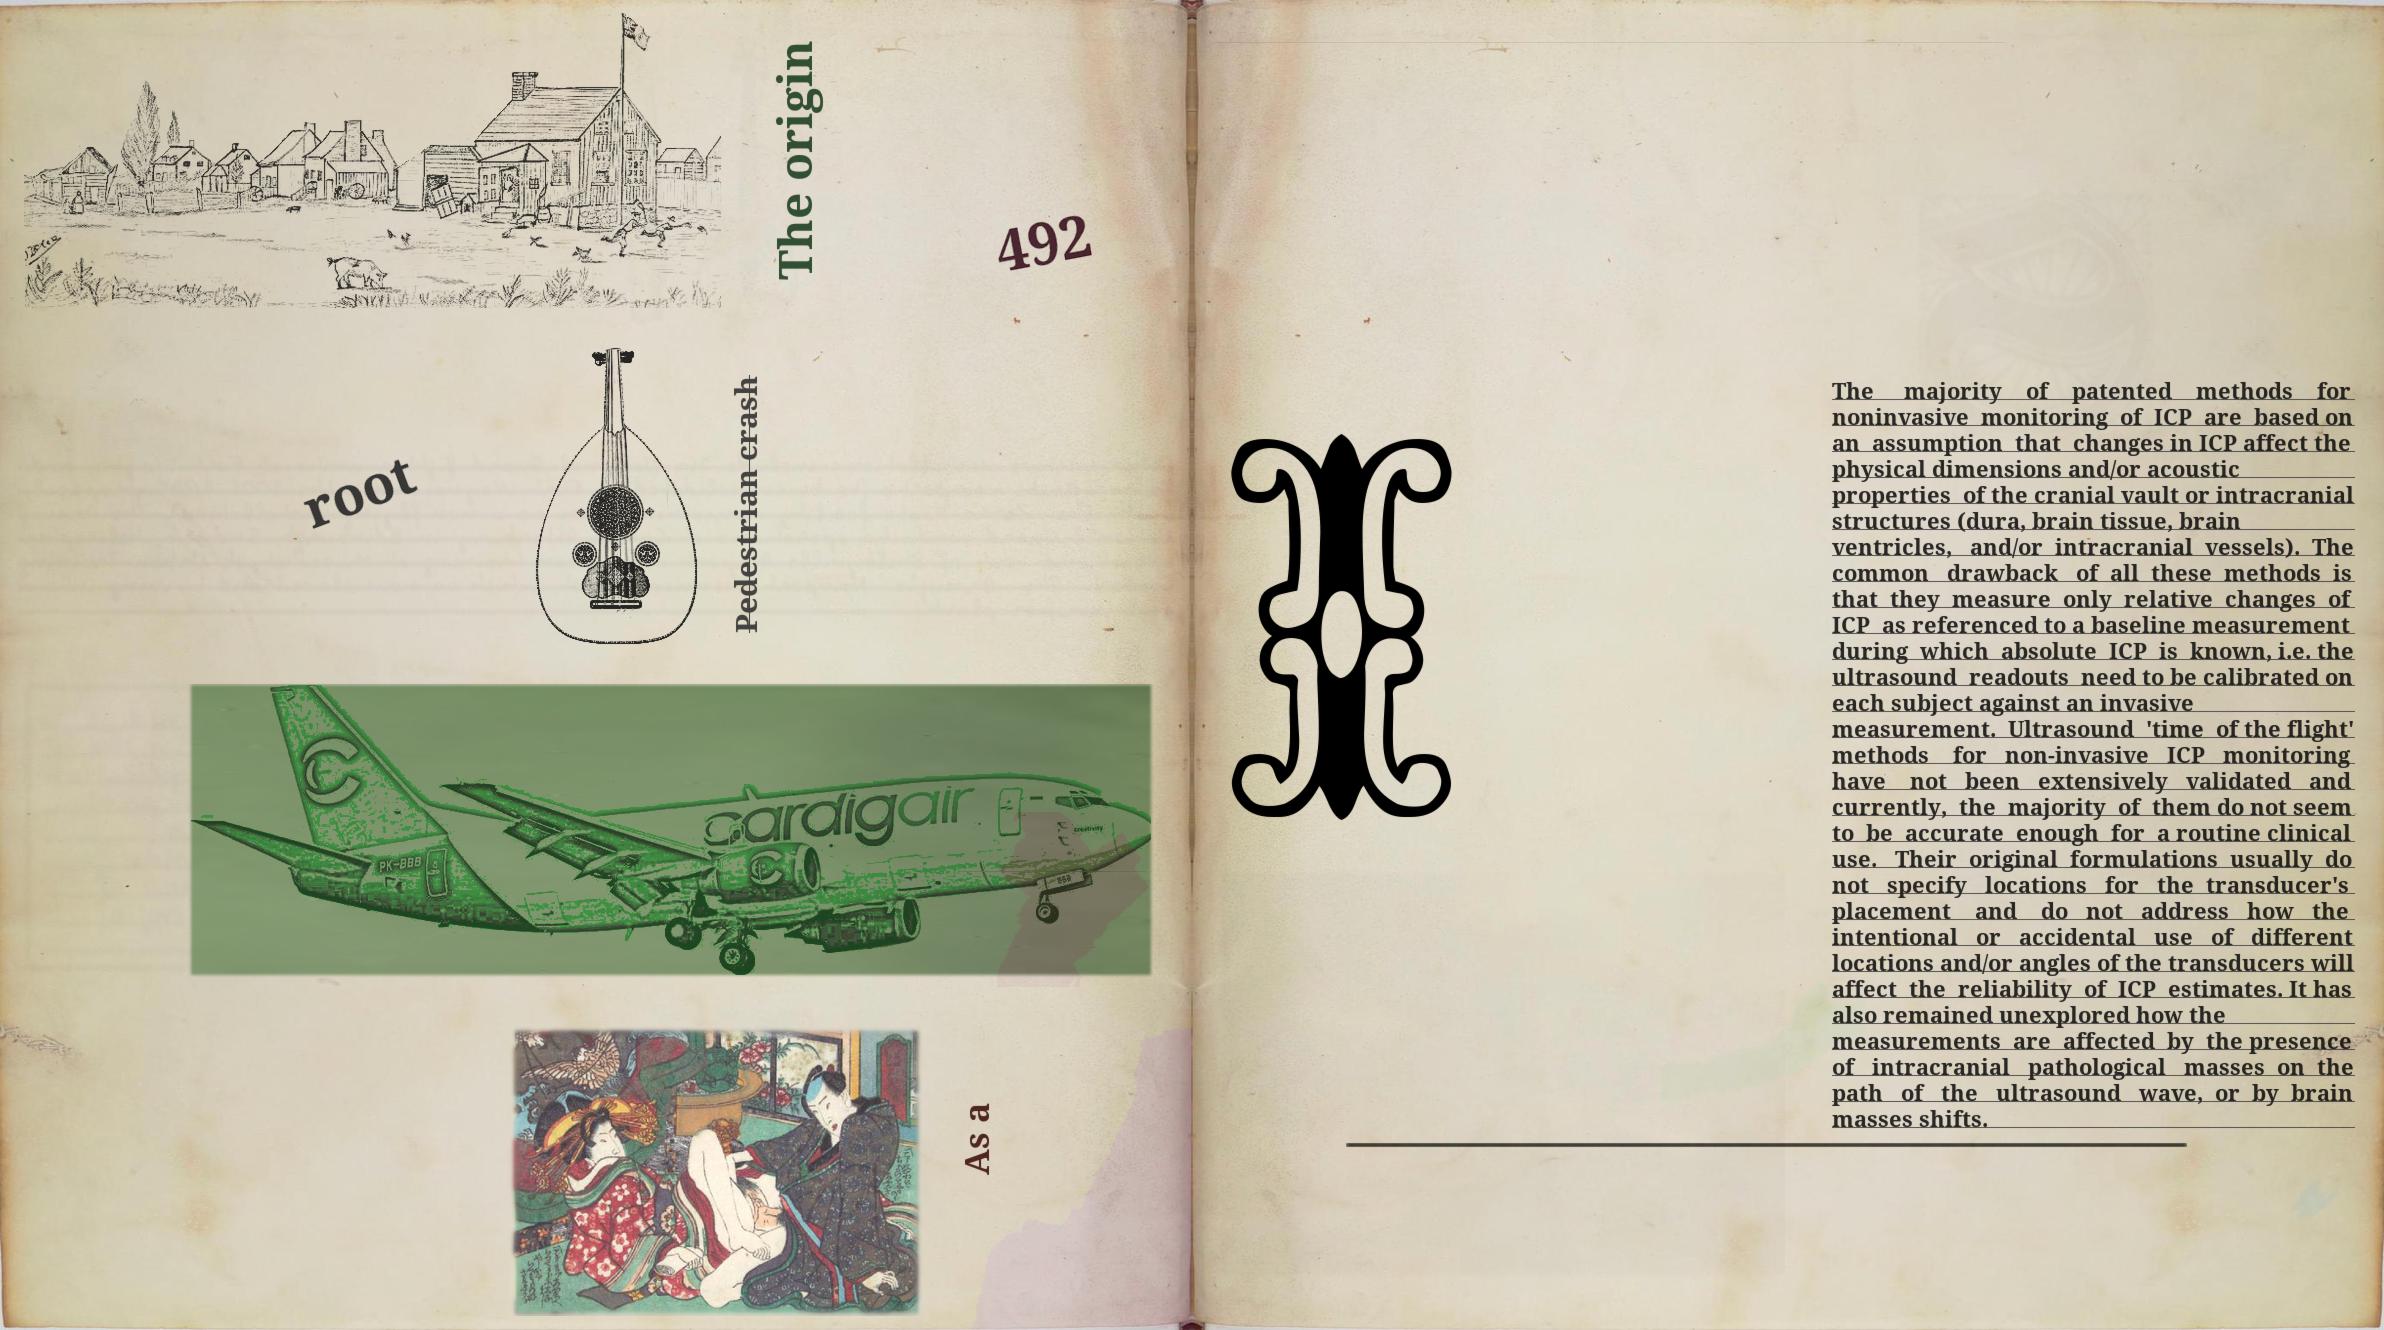 The origin
492
root
Pedestrian crash
cardigair
creativity
PK-BBB
BBB
As a
I
The majority of patented methods for
noninvasive monitoring of ICP are based on
an assumption that changes in ICP affect the
physical dimensions and/or acoustic
properties of the cranial vault or intracranial
structures (dura, brain tissue, brain
ventricles, and/or intracranial vessels). The
common drawback of all these methods is
that they measure only relative changes of
ICP as referenced to a baseline measurement
during which absolute ICP is known, i.e. the
ultrasound readouts need to be calibrated on
each subject against an invasive
measurement. Ultrasound 'time of the flight'
methods for non-invasive ICP monitoring
have not been extensively validated and
currently, the majority of them do not seem
to be accurate enough for a routine clinical
use. Their original formulations usually do
not specify locations for the transducer's
placement and do not address how the
intentional or accidental use of different
locations and/or angles of the transducers will
affect the reliability of ICP estimates. It has
also remained unexplored how the
measurements are affected by the presence
of intracranial pathological masses on the
path of the ultrasound wave, or by brain
masses shifts.